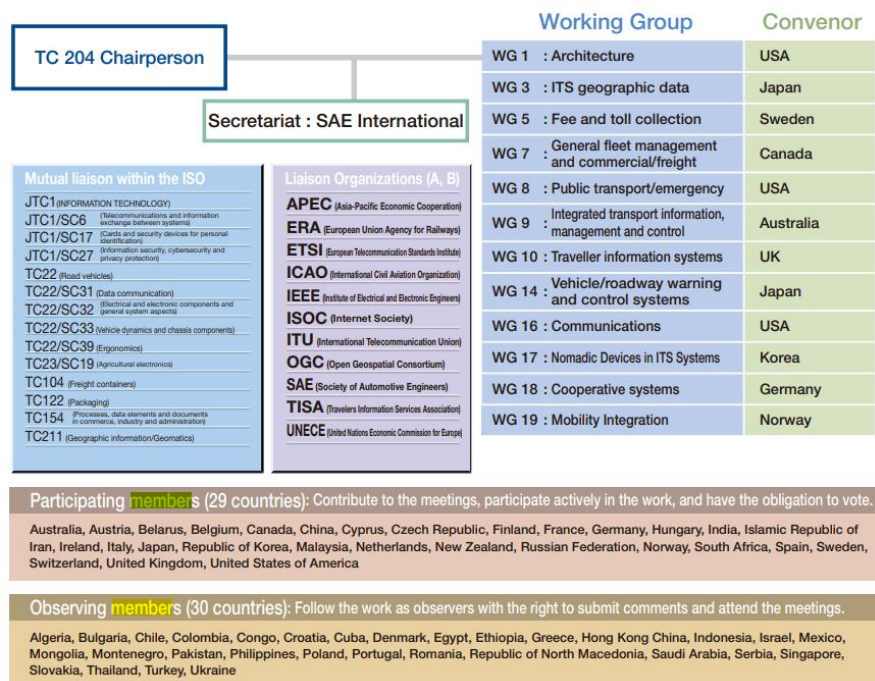 TC 204 Chairperson
Secretariat : SAE International
Working Group Convenor
WG 1 : Architecture USA
WG 3 : ITS geographic data Japan
WG 5 : Fee and toll collection Sweden
WG 7 : General fleet management and commercial/freight Canada
WG 8 : Public transport/emergency USA
WG 9 : Integrated transport information, management and control Australia
WG 10 : Traveller information systems UK
WG 14 : Vehicle/roadway warning and control systems Japan
WG 16 : Communications USA
WG 17 : Nomadic Devices in ITS Systems Korea
WG 18 : Cooperative systems Germany
WG 19 : Mobility Integration Norway
Mutual liaison within the ISO
JTC1 (INFORMATION TECHNOLOGY)
JTC1/SC6 (Telecommunications and information exchange between systems)
JTC1/SC17 (Cards and security devices for personal identification)
JTC1/SC27 (Information security, cybersecurity and privacy protection)
TC22 (Road vehicles)
TC22/SC31 (Data communication)
TC22/SC32 (Electrical and electronic components and general system aspects)
TC22/SC33 (Vehicle dynamics and chassis components)
TC22/SC39 (Ergonomics)
TC23/SC19 (Agricultural electronics)
TC104 (Freight containers)
TC122 (Packaging)
TC154 (Processes, data elements and documents in commerce, industry and administration)
TC211 (Geographic information/Geomatics)
Liaison Organizations (A, B)
APEC (Asia-Pacific Economic Cooperation)
ERA (European Union Agency for Railways)
ETSI (European Telecommunication Standards Institute)
ICAO (International Civil Aviation Organization)
IEEE (Institute of Electrical and Electronic Engineers)
ISOC (Internet Society)
ITU (International Telecommunication Union)
OGC (Open Geospatial Consortium)
SAE (Society of Automotive Engineers)
TISA (Travelers Information Services Association)
UNECE (United Nations Economic Commission for Europe)
Participating members (29 countries): Contribute to the meetings, participate actively in the work, and have the obligation to vote.
Australia, Austria, Belarus, Belgium, Canada, China, Cyprus, Czech Republic, Finland, France, Germany, Hungary, India, Islamic Republic of
Iran, Ireland, Italy, Japan, Republic of Korea, Malaysia, Netherlands, New Zealand, Russian Federation, Norway, South Africa, Spain, Sweden,
Switzerland, United Kingdom, United States of America
Observing members (30 countries): Follow the work as observers with the right to submit comments and attend the meetings.
Algeria, Bulgaria, Chile, Colombia, Congo, Croatia, Cuba, Denmark, Egypt, Ethiopia, Greece, Hong Kong China, Indonesia, Israel, Mexico,
Mongolia, Montenegro, Pakistan, Philippines, Poland, Portugal, Romania, Republic of North Macedonia, Saudi Arabia, Serbia, Singapore,
Slovakia, Thailand, Turkey, Ukraine